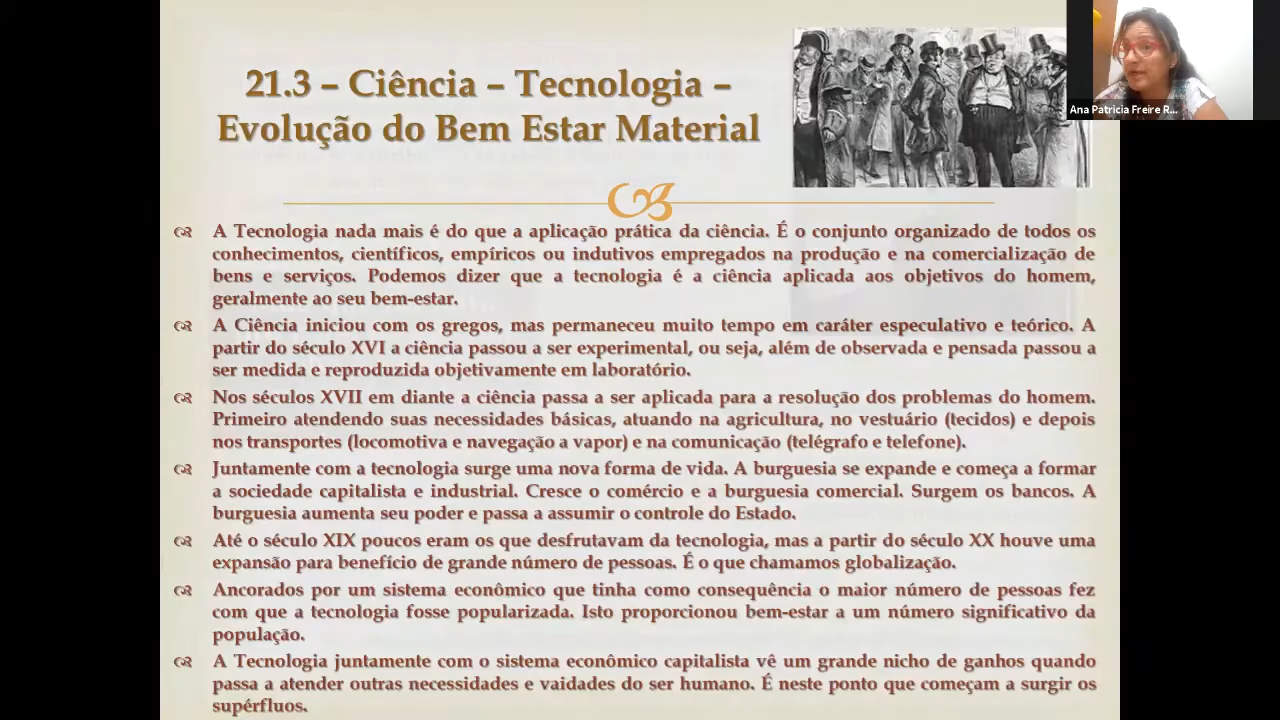 21.3 – Ciência – Tecnologia –
Evolução do Bem Estar Material
Ana Patricia Freire R...
A Tecnologia nada mais é do que a aplicação prática da ciência. É o conjunto organizado de todos os
conhecimentos, científicos, empíricos ou indutivos empregados na produção e na comercialização de
bens e serviços. Podemos dizer que a tecnologia é a ciência aplicada aos objetivos do homem,
geralmente ao seu bem-estar.
A Ciência iniciou com os gregos, mas permaneceu muito tempo em caráter especulativo e teórico. A
partir do século XVI a ciência passou a ser experimental, ou seja, além de observada e pensada passou a
ser medida e reproduzida objetivamente em laboratório.
Nos séculos XVII em diante a ciência passa a ser aplicada para a resolução dos problemas do homem.
Primeiro atendendo suas necessidades básicas, atuando na agricultura, no vestuário (tecidos) e depois
nos transportes (locomotiva e navegação a vapor) e na comunicação (telégrafo e telefone).
Juntamente com a tecnologia surge uma nova forma de vida. A burguesia se expande e começa a formar
a sociedade capitalista e industrial. Cresce o comércio e a burguesia comercial. Surgem os bancos. A
burguesia aumenta seu poder e passa a assumir o controle do Estado.
Até o século XIX poucos eram os que desfrutavam da tecnologia, mas a partir do século XX houve uma
expansão para benefício de grande número de pessoas. É o que chamamos globalização.
Ancorados por um sistema econômico que tinha como consequência o maior número de pessoas fez
com que a tecnologia fosse popularizada. Isto proporcionou bem-estar a um número significativo da
população.
A Tecnologia juntamente com o sistema econômico capitalista vê um grande nicho de ganhos quando
passa a atender outras necessidades e vaidades do ser humano. É neste ponto que começam a surgir os
supérfluos.